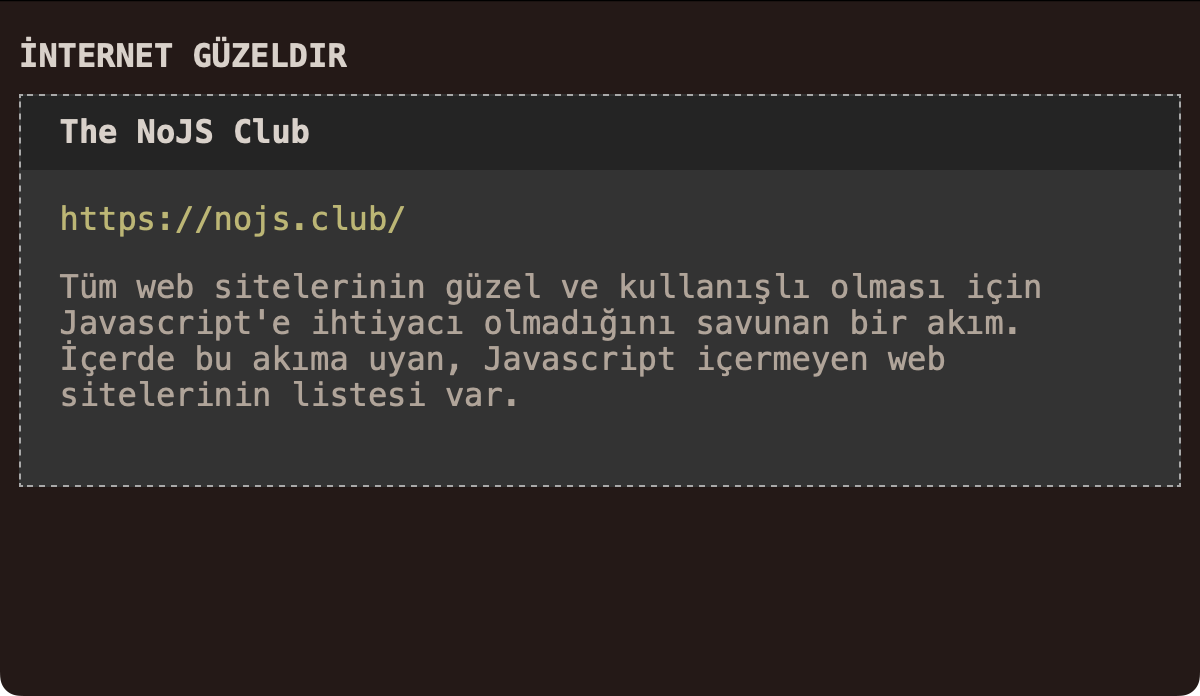 İNTERNET GÜZELDIR
The NoJS Club
https://nojs.club/
Tüm web sitelerinin güzel ve kullanışlı olması için
Javascript'e ihtiyacı olmadığını savunan bir akım.
İçerde bu akıma uyan, Javascript içermeyen web
sitelerinin listesi var.